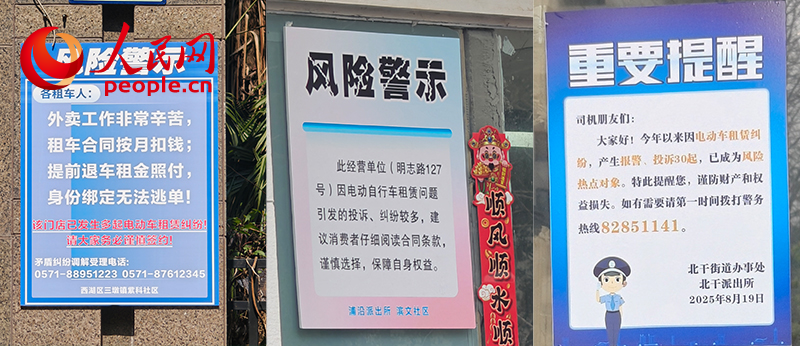 人民网
people.cn
风险警示
各租车人：
外卖工作非常辛苦，
租车合同按月扣钱；
提前退车租金照付，
身份绑定无法逃单！
该门店已发生多起电动车租赁纠纷！
请大家务必谨慎签约！
矛盾纠纷调解受理电话：
0571-88951223 0571-87612345
西湖区三墩镇紫科社区
风险警示
此经营单位（明志路127
号）因电动自行车租赁问题
引发的投诉、纠纷较多，建
议消费者仔细阅读合同条款，
谨慎选择，保障自身权益。
浦沿派出所 滨文社区
顺风顺水顺
重要提醒
司机朋友们：
大家好！今年以来因电动车租赁纠
纷，产生报警、投诉30起，已成为风险
热点对象。特此提醒您，谨防财产和权
益损失。如有需要请第一时间拨打警务
热线82851141。
北干街道办事处
北干派出所
2025年8月19日